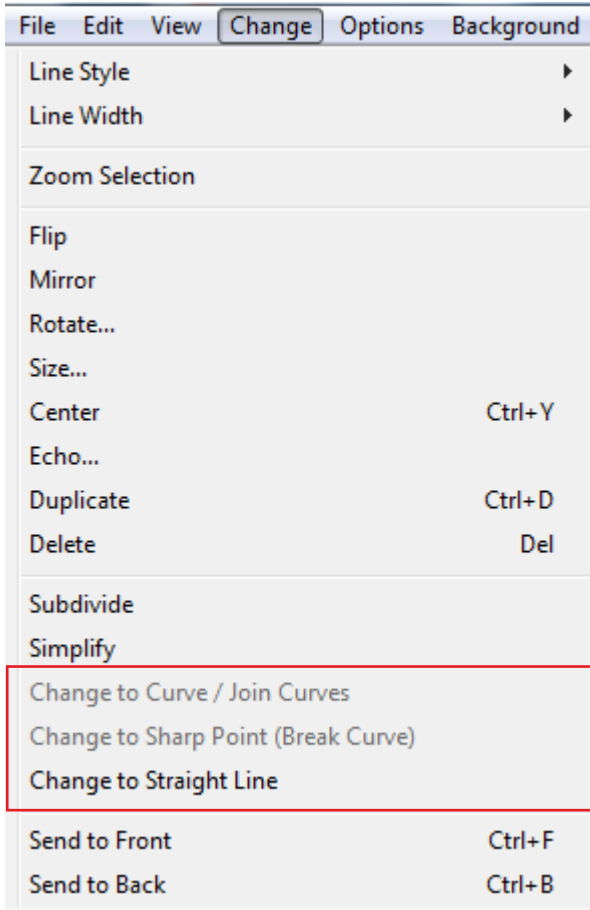 File Edit View Change Options Background
Line Style
Line Width
Zoom Selection
Flip
Mirror
Rotate...
Size...
Center Ctrl+Y
Echo...
Duplicate Ctrl+D
Delete Del
Subdivide
Simplify
Change to Curve / Join Curves
Change to Sharp Point (Break Curve)
Change to Straight Line
Send to Front Ctrl+F
Send to Back Ctrl+B